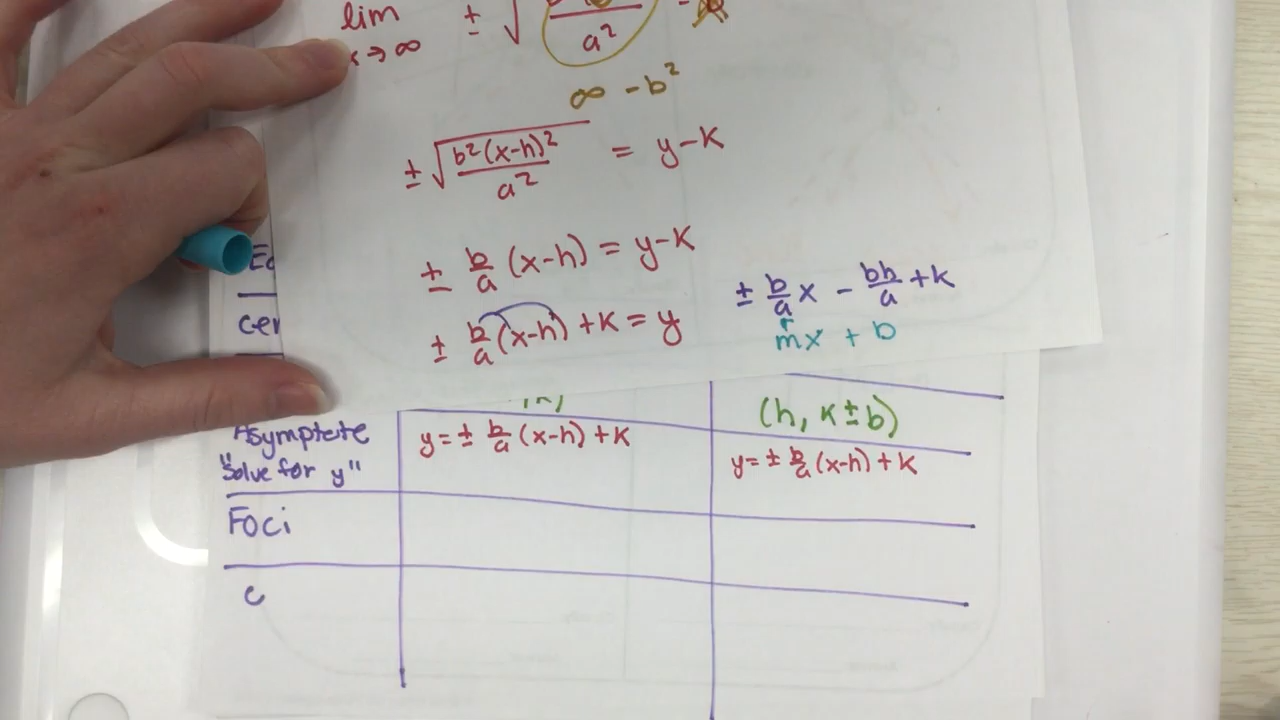 lim ± √
x→∞ a²
∞ - b²
± √ b²(x-h)² / a² = y-K
± b/a (x-h) = y-K
± b/a x - bh/a + K
± b/a (x-h) + K = y
mx + b
(h, K±b)
Asymptote
"Solve for y"
y = ± b/a (x-h) + K
y = ± b/a (x-h) + K
Foci
C